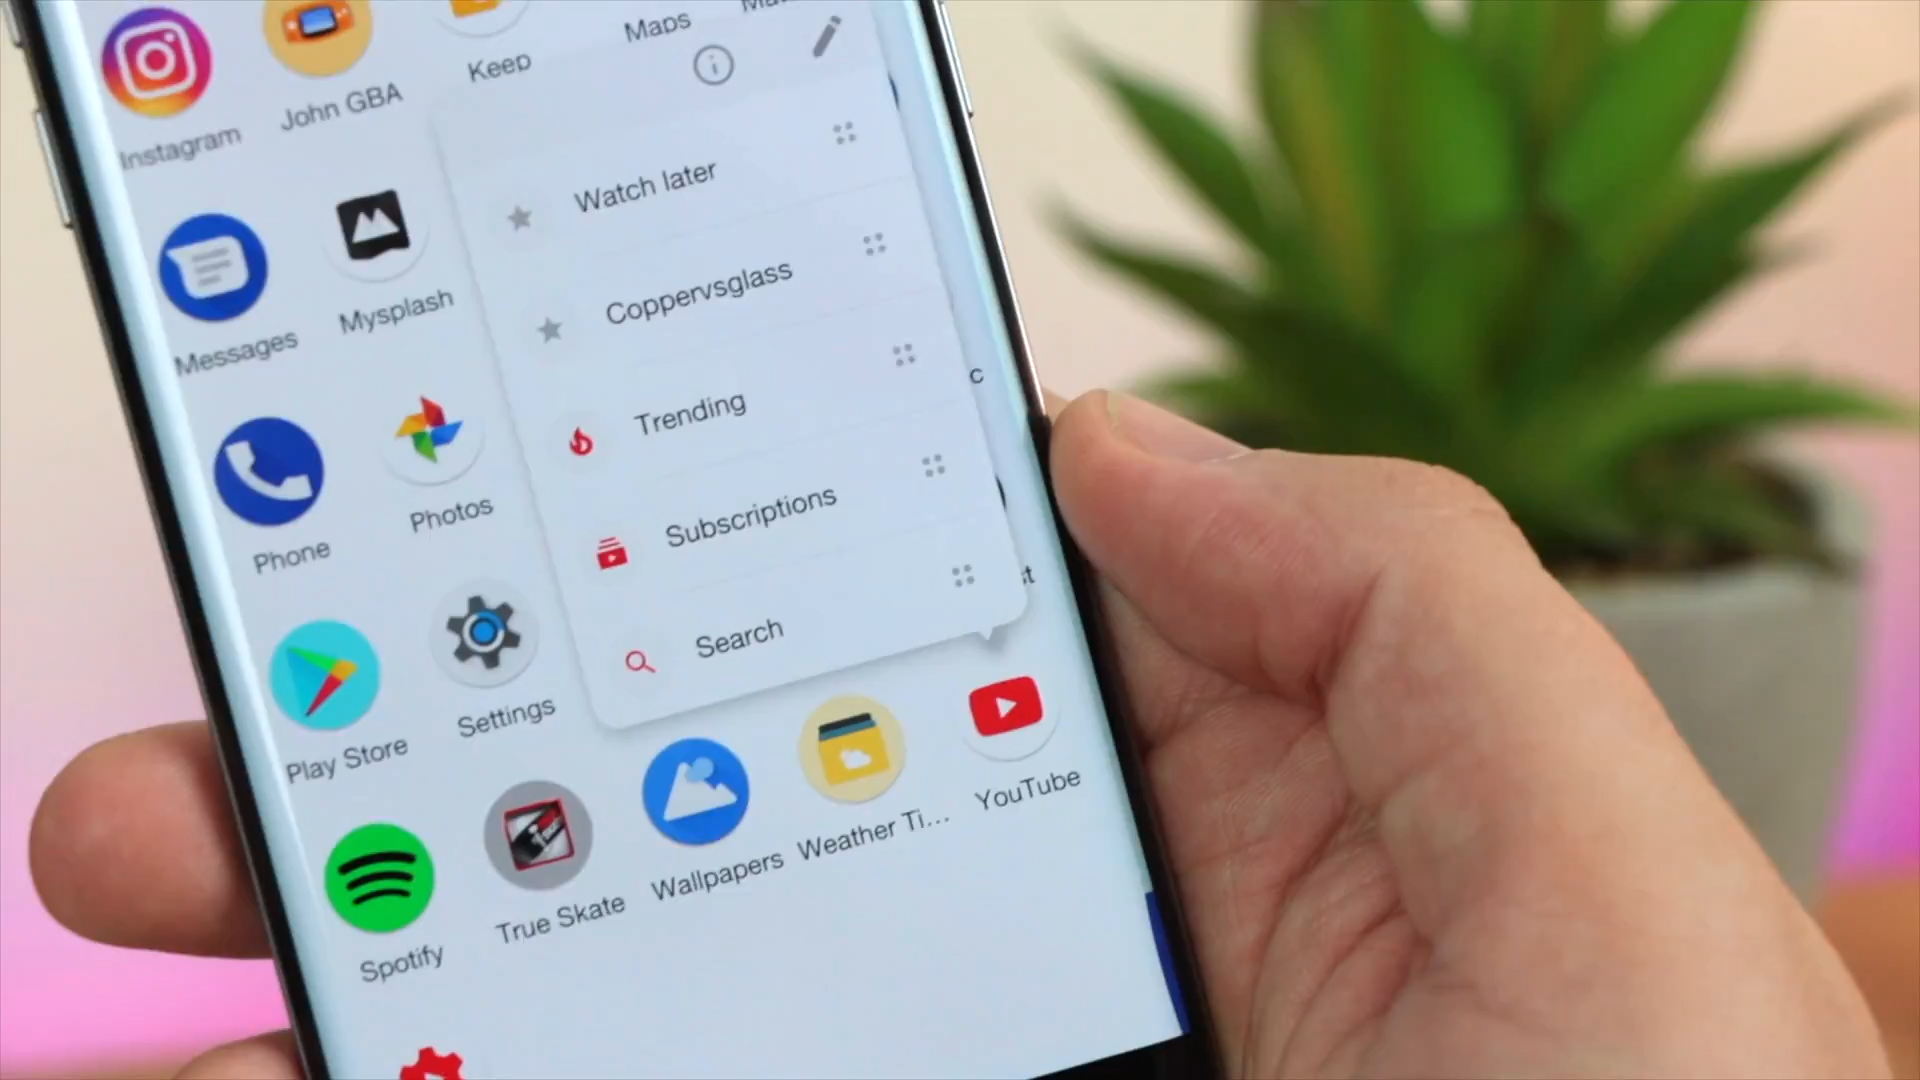 Maps
Keep
John GBA
Instagram
Watch later
Coppervsglass
Mysplash
Messages
Trending
c
Photos
Subscriptions
Phone
st
Search
Settings
Play Store
YouTube
Weather Ti...
Wallpapers
True Skate
Spotify